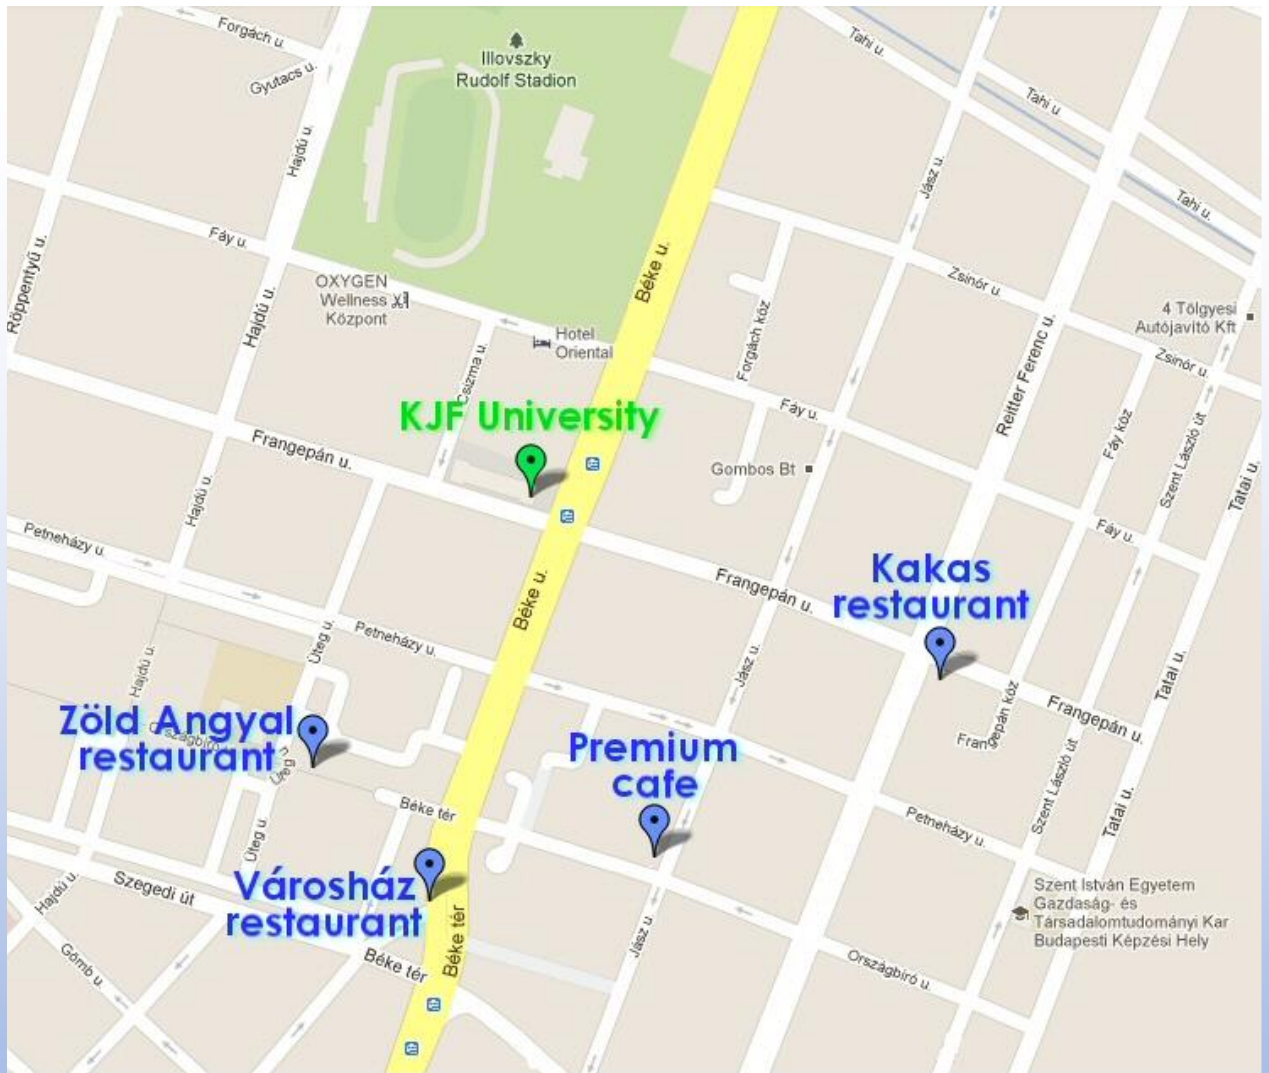 Forgách u.
Gyutacs u.
Illovszky
Rudolf Stadion
Tahi u.
Tahi u
Tahi u.
Hajdú u.
Jász u.
Fáy u.
Röppentyű u.
OXYGEN
Wellness
Központ
Béke u.
Zsinór u.
Hajdú u.
Hotel
Oriental
Forgách köz
4 Tölgyesi
Autójavító Kft
Zsinór u.
Csizma u.
Reitter Ferenc u.
KJF University
Fáy u.
Fáy köz
Szent László út
Frangepán u.
Gombos Bt
Tatai u.
Hajdú u.
Fáy u.
Petneházy u.
Kakas
restaurant
Frangepán u.
Béke u.
Üteg u.
Petneházy u.
Hajdú u.
Jász u.
Tatai u.
Frangepán köz
Frangepán u.
Zöld Angyal
restaurant
Országbíró
Üteg
Premium
cafe
Szent László út
Béke tér
Petneházy u.
Tatai u.
Üteg u.
Városház
restaurant
Szegedi út
Hajdú u.
Szent István Egyetem
Gazdaság- és
Társadalomtudományi Kar
Budapesti Képzési Hely
Jász u
Béke tér
Béke tér
Országbíró u.
Gömb u.